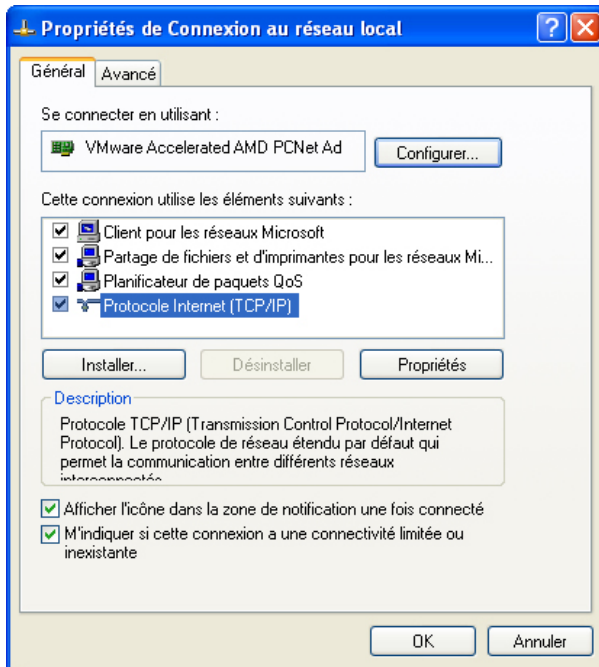 Propriétés de Connexion au réseau local
Général
Avancé
Se connecter en utilisant :
VMware Accelerated AMD PCNet Ad
Configurer...
Cette connexion utilise les éléments suivants :
Client pour les réseaux Microsoft
Partage de fichiers et d'imprimantes pour les réseaux Mi...
Planificateur de paquets QoS
Protocole Internet (TCP/IP)
Installer...
Désinstaller
Propriétés
Description
Protocole TCP/IP (Transmission Control Protocol/Internet
Protocol). Le protocole de réseau étendu par défaut qui
permet la communication entre différents réseaux
interconnectés.
Afficher l'icône dans la zone de notification une fois connecté
M'indiquer si cette connexion a une connectivité limitée ou
inexistante
OK
Annuler